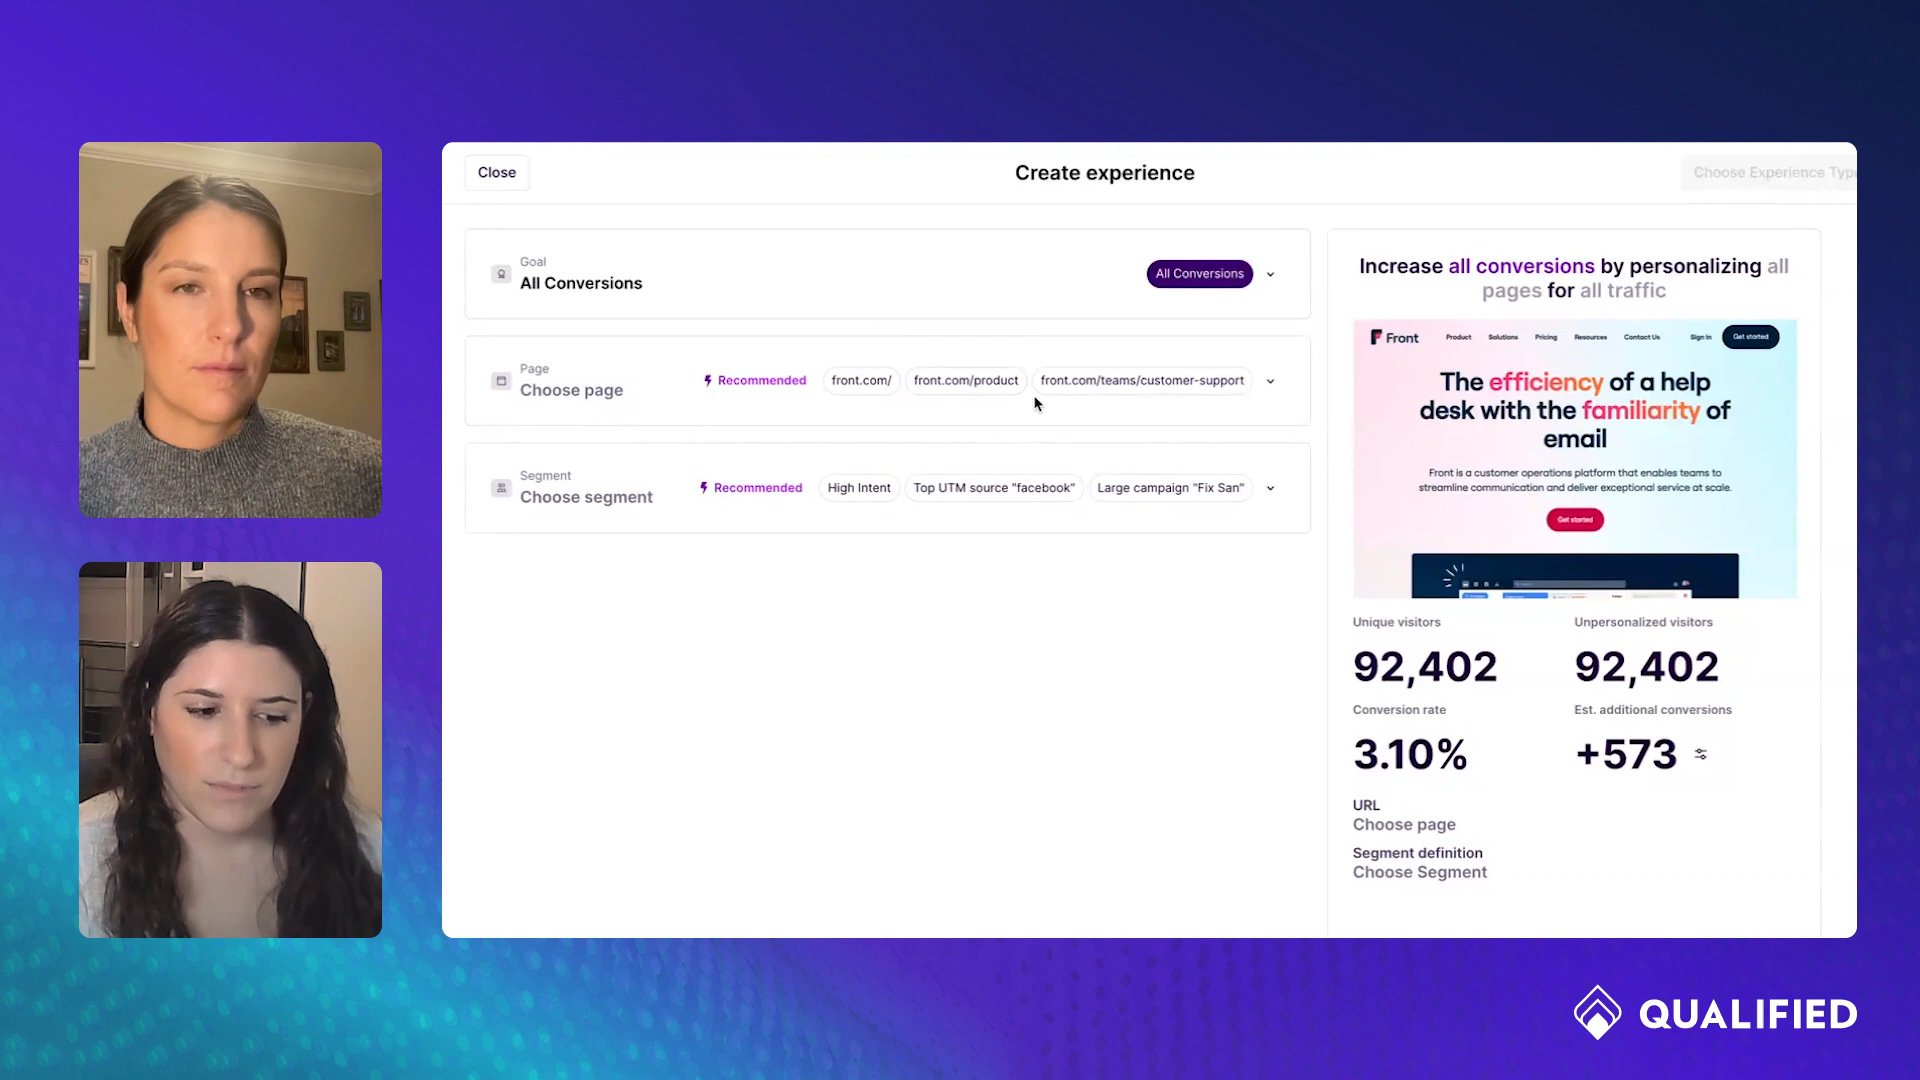 Close
Create experience
Choose Experience Typ
Goal
All Conversions
All Conversions
Page
Choose page
Recommended
front.com/
front.com/product
front.com/teams/customer-support
Segment
Choose segment
Recommended
High Intent
Top UTM source "facebook"
Large campaign "Fix San"
Increase all conversions by personalizing all
pages for all traffic
Front
Product
Solutions
Pricing
Resources
Contact Us
Sign In
Get started
The efficiency of a help
desk with the familiarity of
email
Front is a customer operations platform that enables teams to
streamline communication and deliver exceptional service at scale.
Get started
Unique visitors
92,402
Unpersonalized visitors
92,402
Conversion rate
3.10%
Est. additional conversions
+573
URL
Choose page
Segment definition
Choose Segment
QUALIFIED